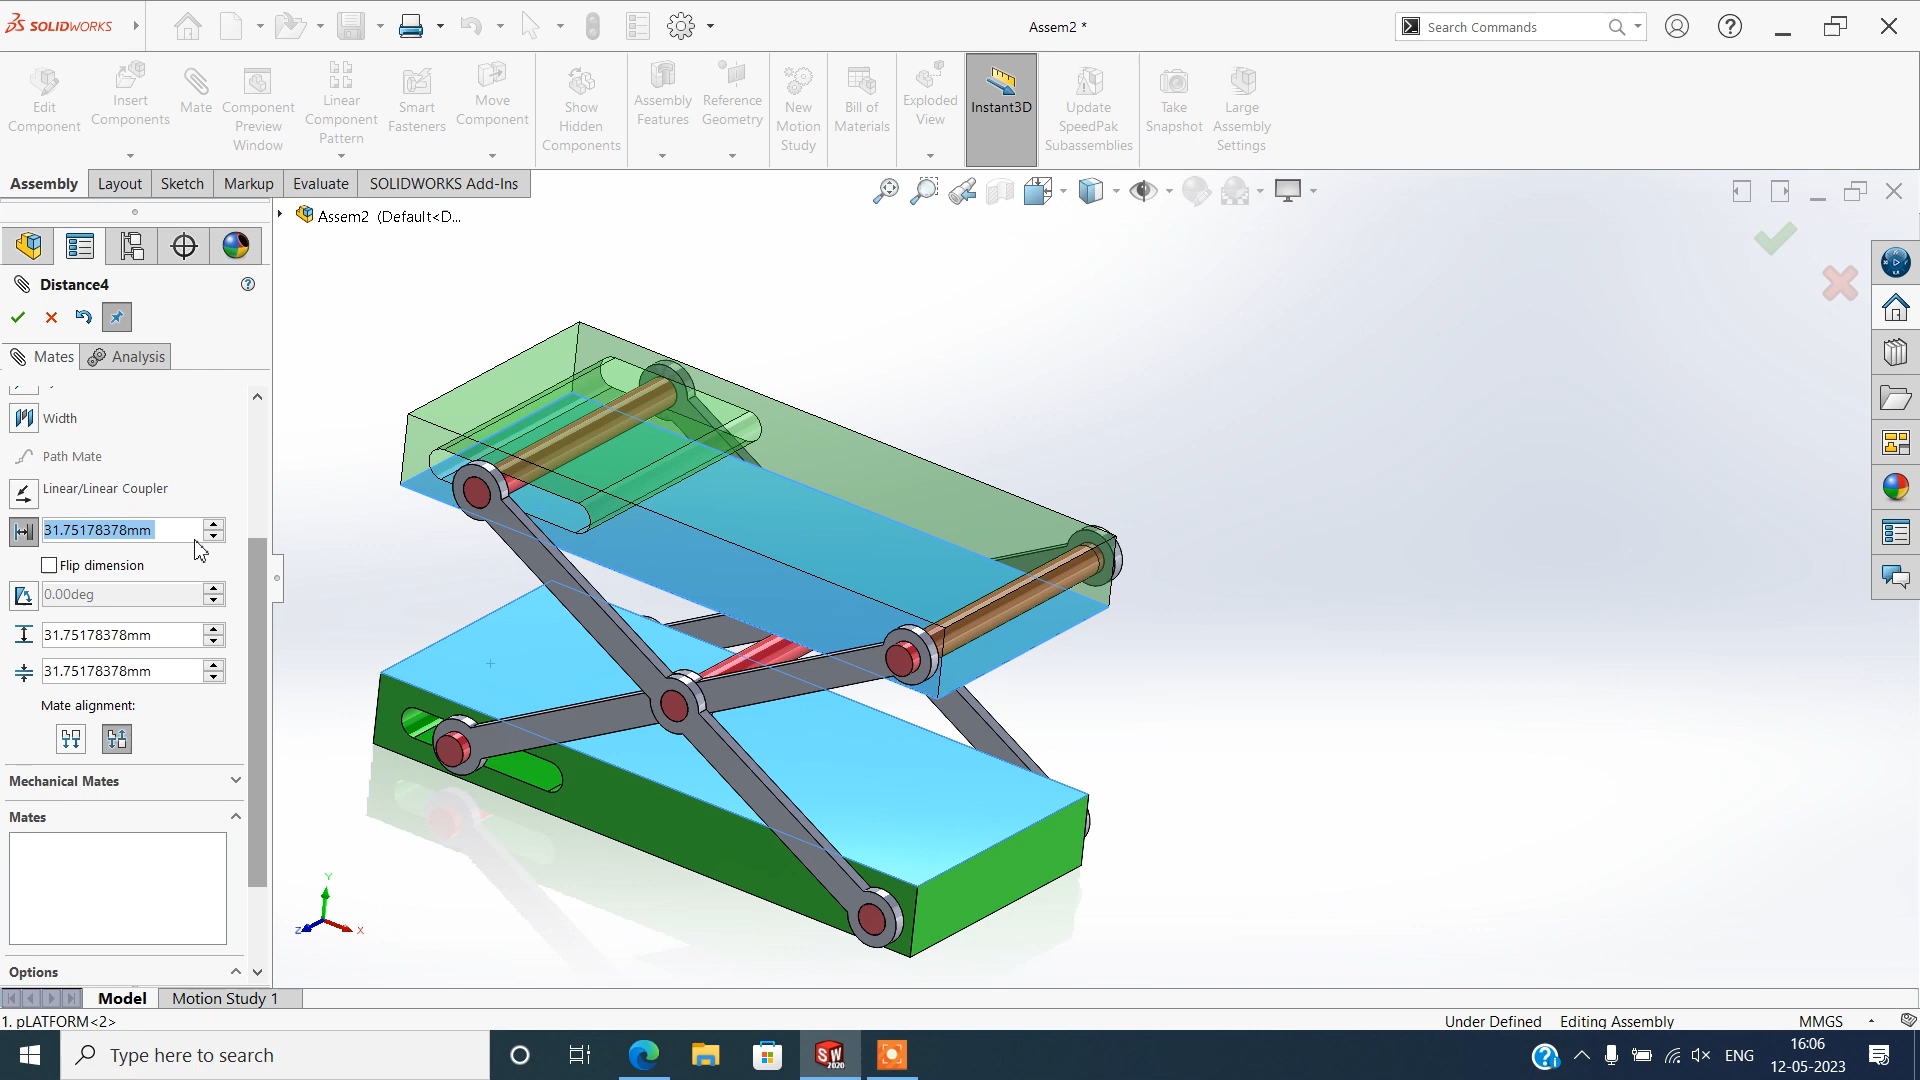 SOLIDWORKS
Assem2 *
Search Commands
Edit Component
Insert Components
Mate
Component Preview Window
Linear Component Pattern
Smart Fasteners
Move Component
Show Hidden Components
Assembly Features
Reference Geometry
New Motion Study
Bill of Materials
Exploded View
Instant3D
Update SpeedPak Subassemblies
Take Snapshot
Large Assembly Settings
Assembly
Layout
Sketch
Markup
Evaluate
SOLIDWORKS Add-Ins
Assem2 (Default<D...
Distance4
Mates
Analysis
Width
Path Mate
Linear/Linear Coupler
31.75178378mm
Flip dimension
0.00deg
31.75178378mm
31.75178378mm
Mate alignment:
Mechanical Mates
Mates
Options
Y
Z
X
Model
Motion Study 1
1. pLATFORM<2>
Under Defined
Editing Assembly
MMGS
Type here to search
SW
2020
ENG
16:06
12-05-2023